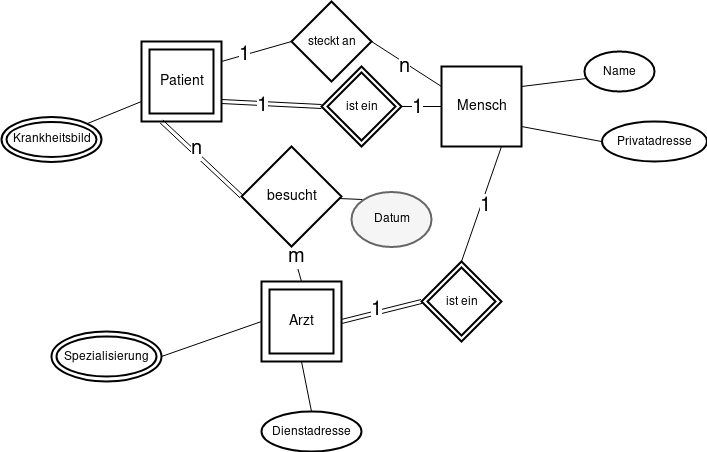 steckt an
1
n
Patient
Name
1
ist ein
1
Mensch
Krankheitsbild
Privatadresse
n
besucht
1
Datum
m
ist ein
1
Arzt
Spezialisierung
Dienstadresse